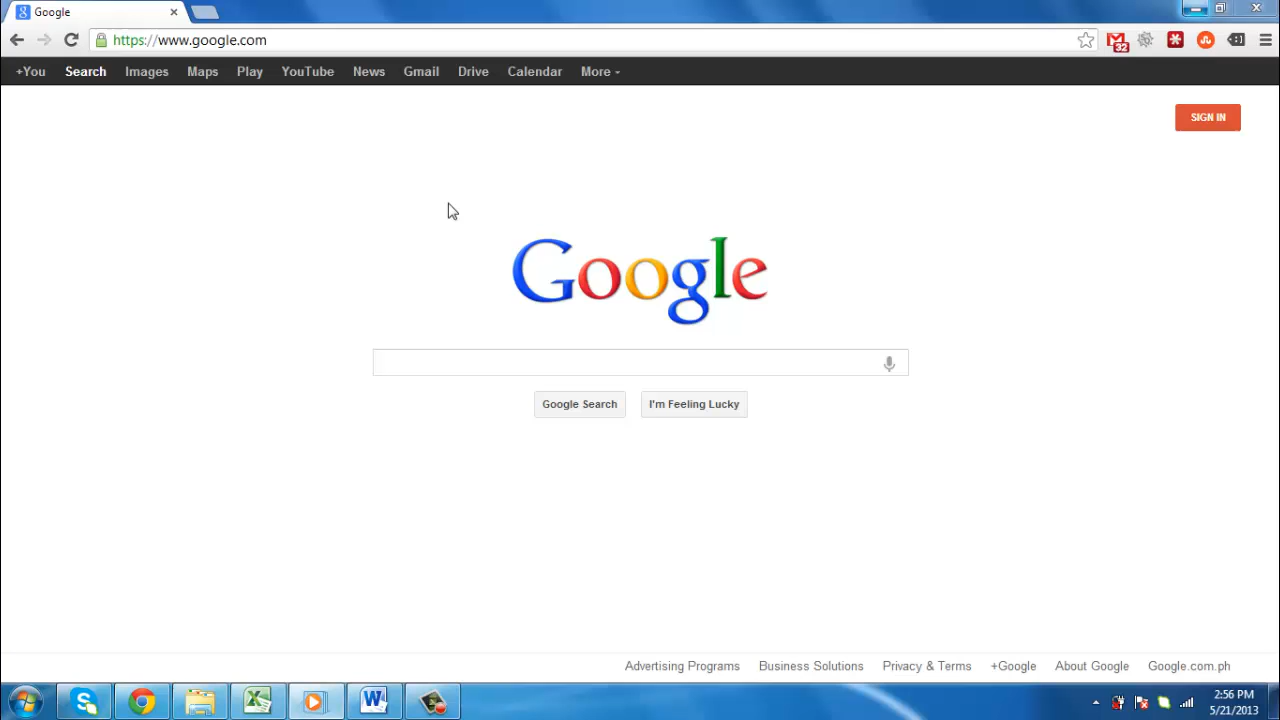 Google
https://www.google.com
32
+You Search Images Maps Play YouTube News Gmail Drive Calendar More
SIGN IN
Google
Google Search I'm Feeling Lucky
Advertising Programs Business Solutions Privacy & Terms +Google About Google Google.com.ph
2:56 PM
5/21/2013